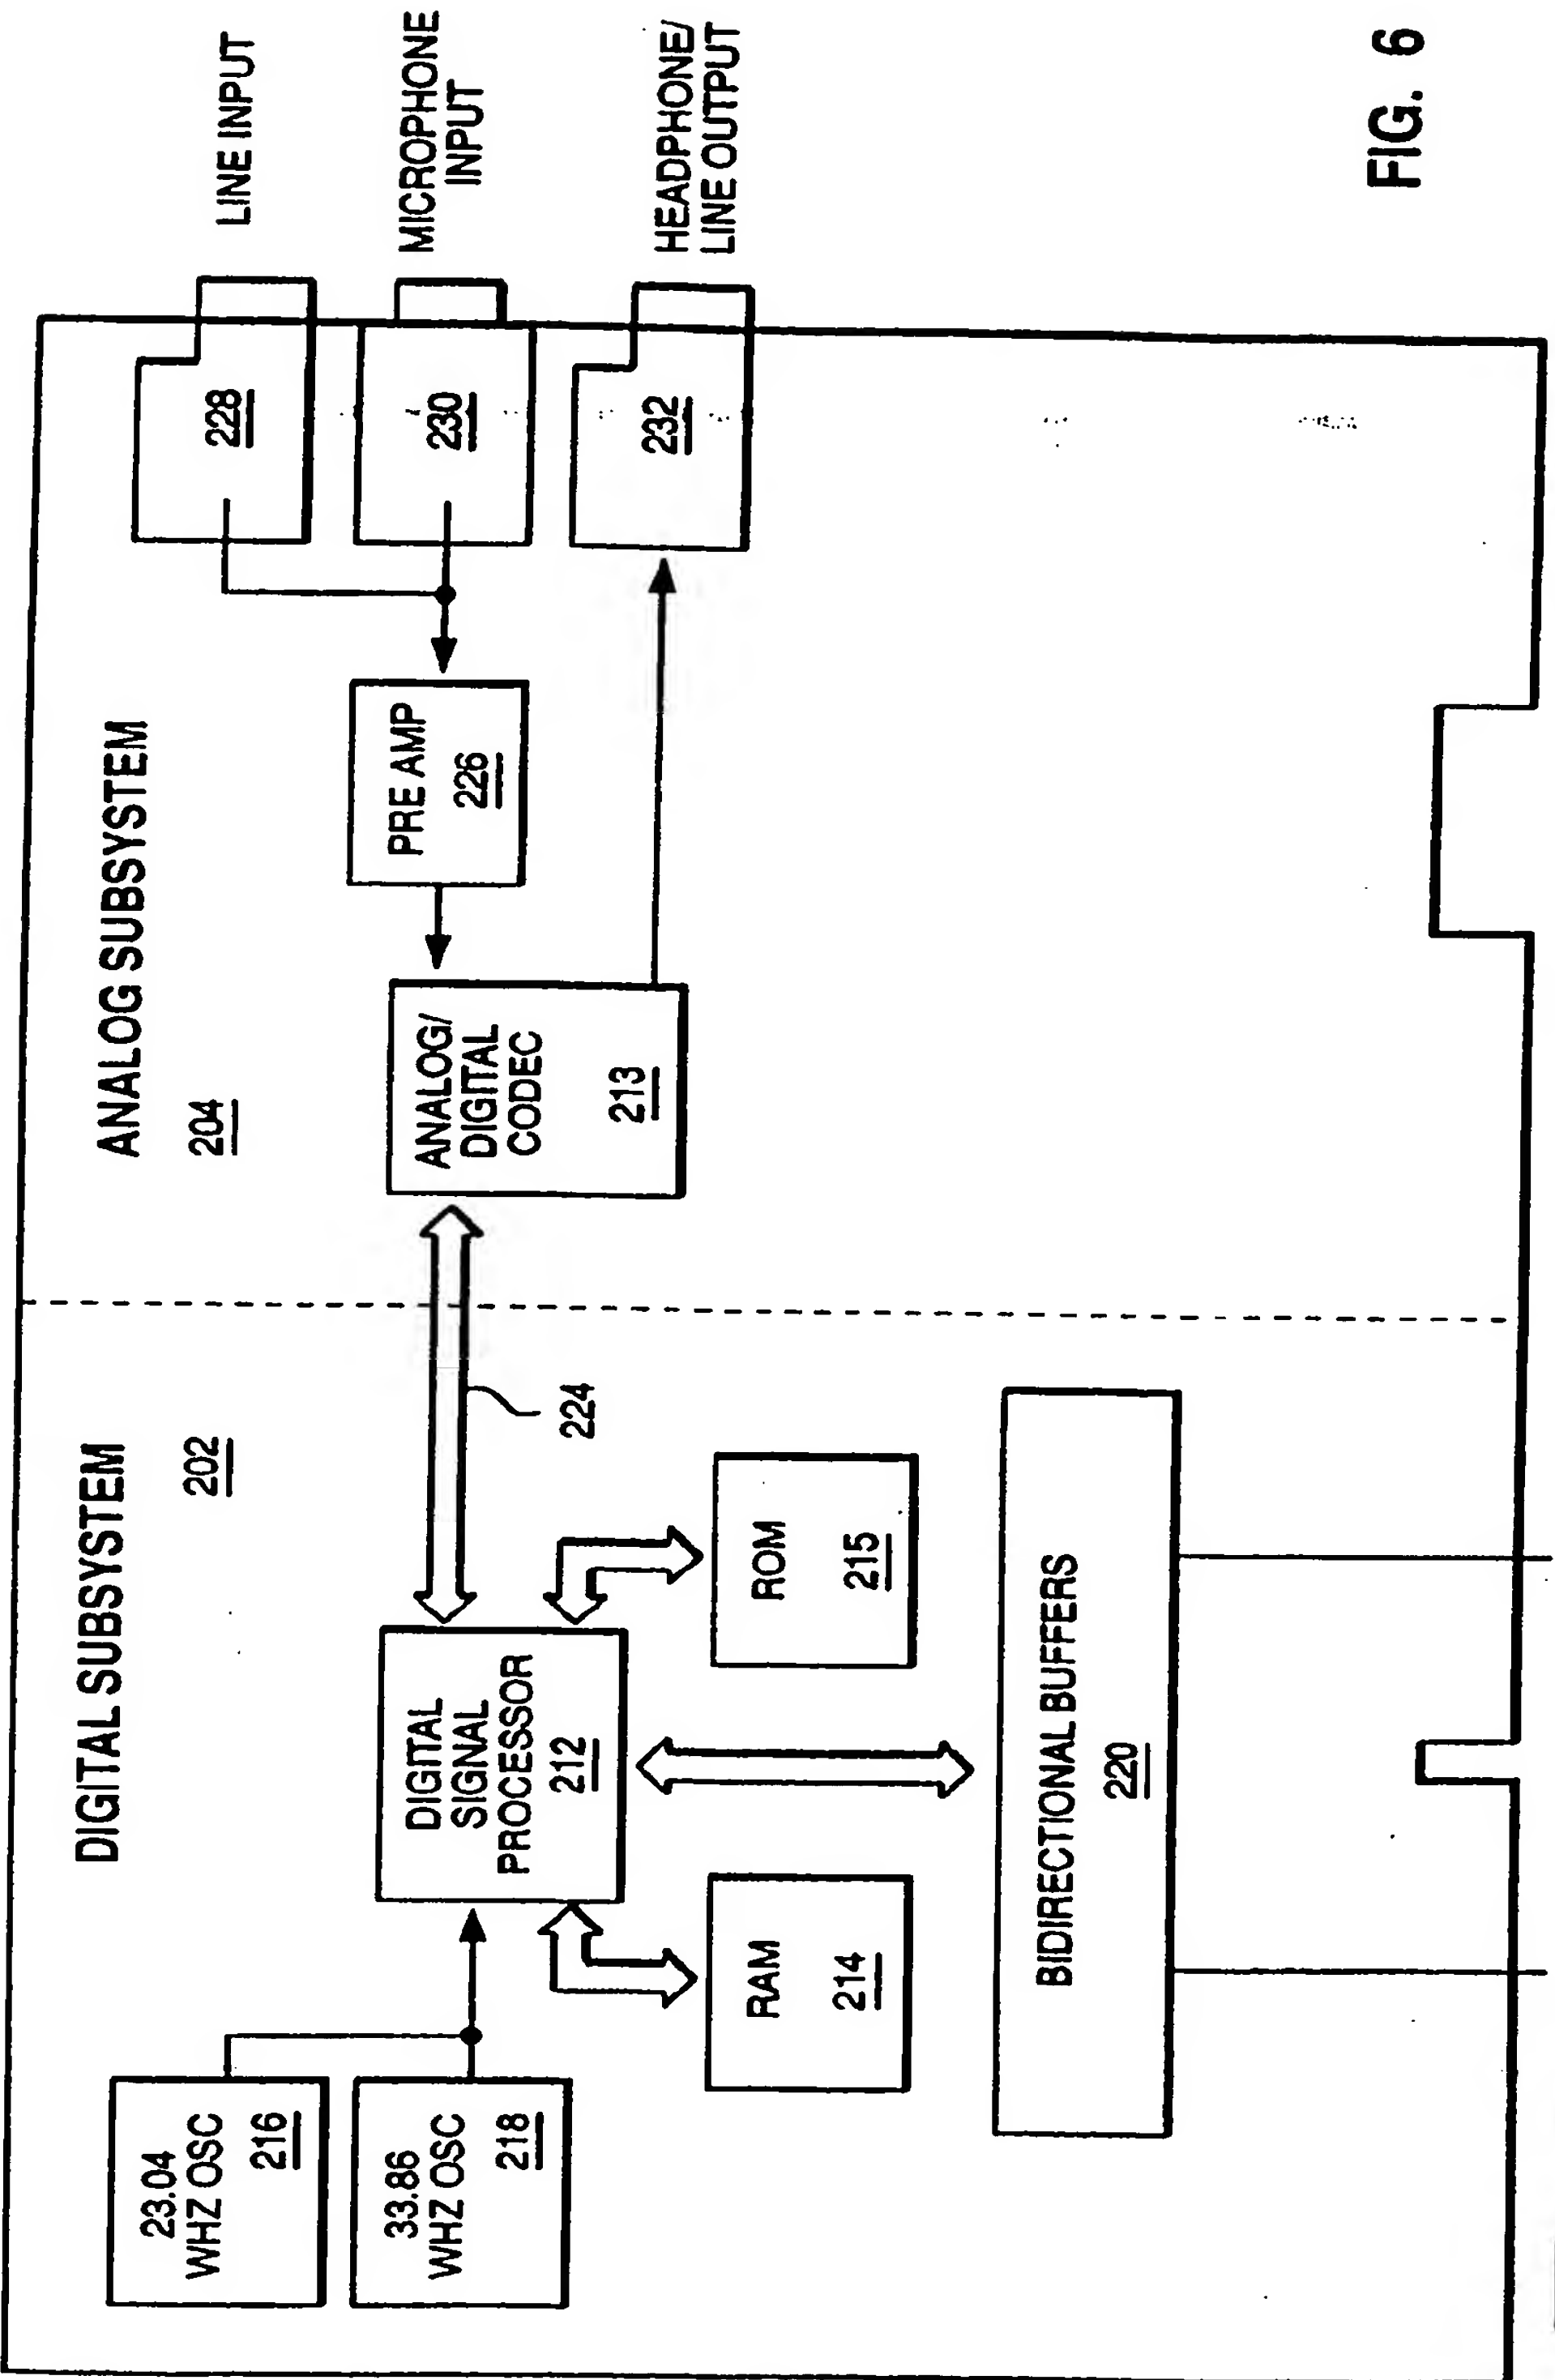 DIGITAL SUBSYSTEM
202
ANALOG SUBSYSTEM
204
23.04
WHZ OSC
216
33.86
WHZ OSC
218
DIGITAL
SIGNAL
PROCESSOR
212
224
ANALOG/
DIGITAL
CODEC
213
PRE AMP
226
228
LINE INPUT
230
MICROPHONE
INPUT
232
HEADPHONE/
LINE OUTPUT
RAM
214
ROM
215
BIDIRECTIONAL BUFFERS
220
FIG. 6